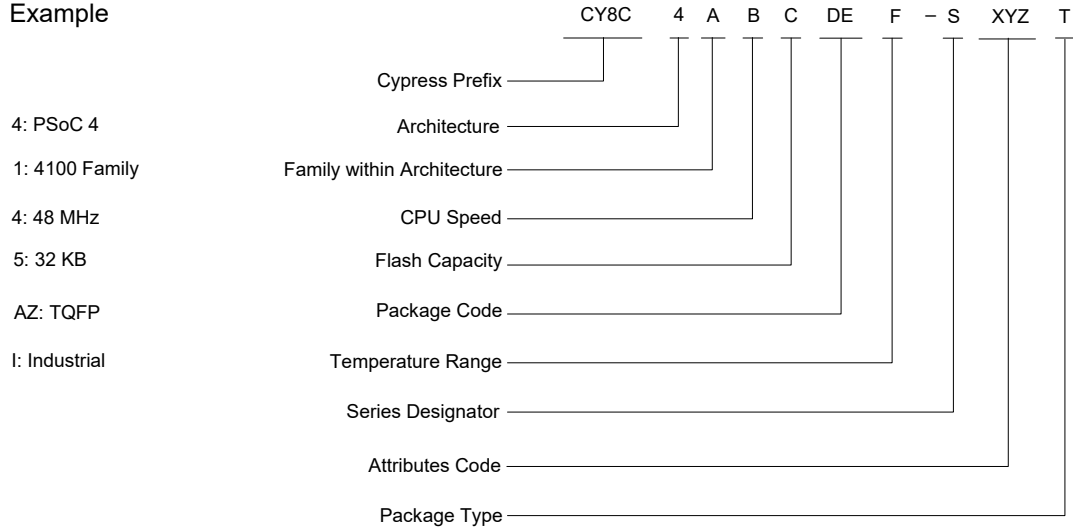 Example
CY8C 4 A B C DE F – S XYZ T
Cypress Prefix
4: PSoC 4 Architecture
1: 4100 Family Family within Architecture
4: 48 MHz CPU Speed
5: 32 KB Flash Capacity
AZ: TQFP Package Code
I: Industrial Temperature Range
Series Designator
Attributes Code
Package Type